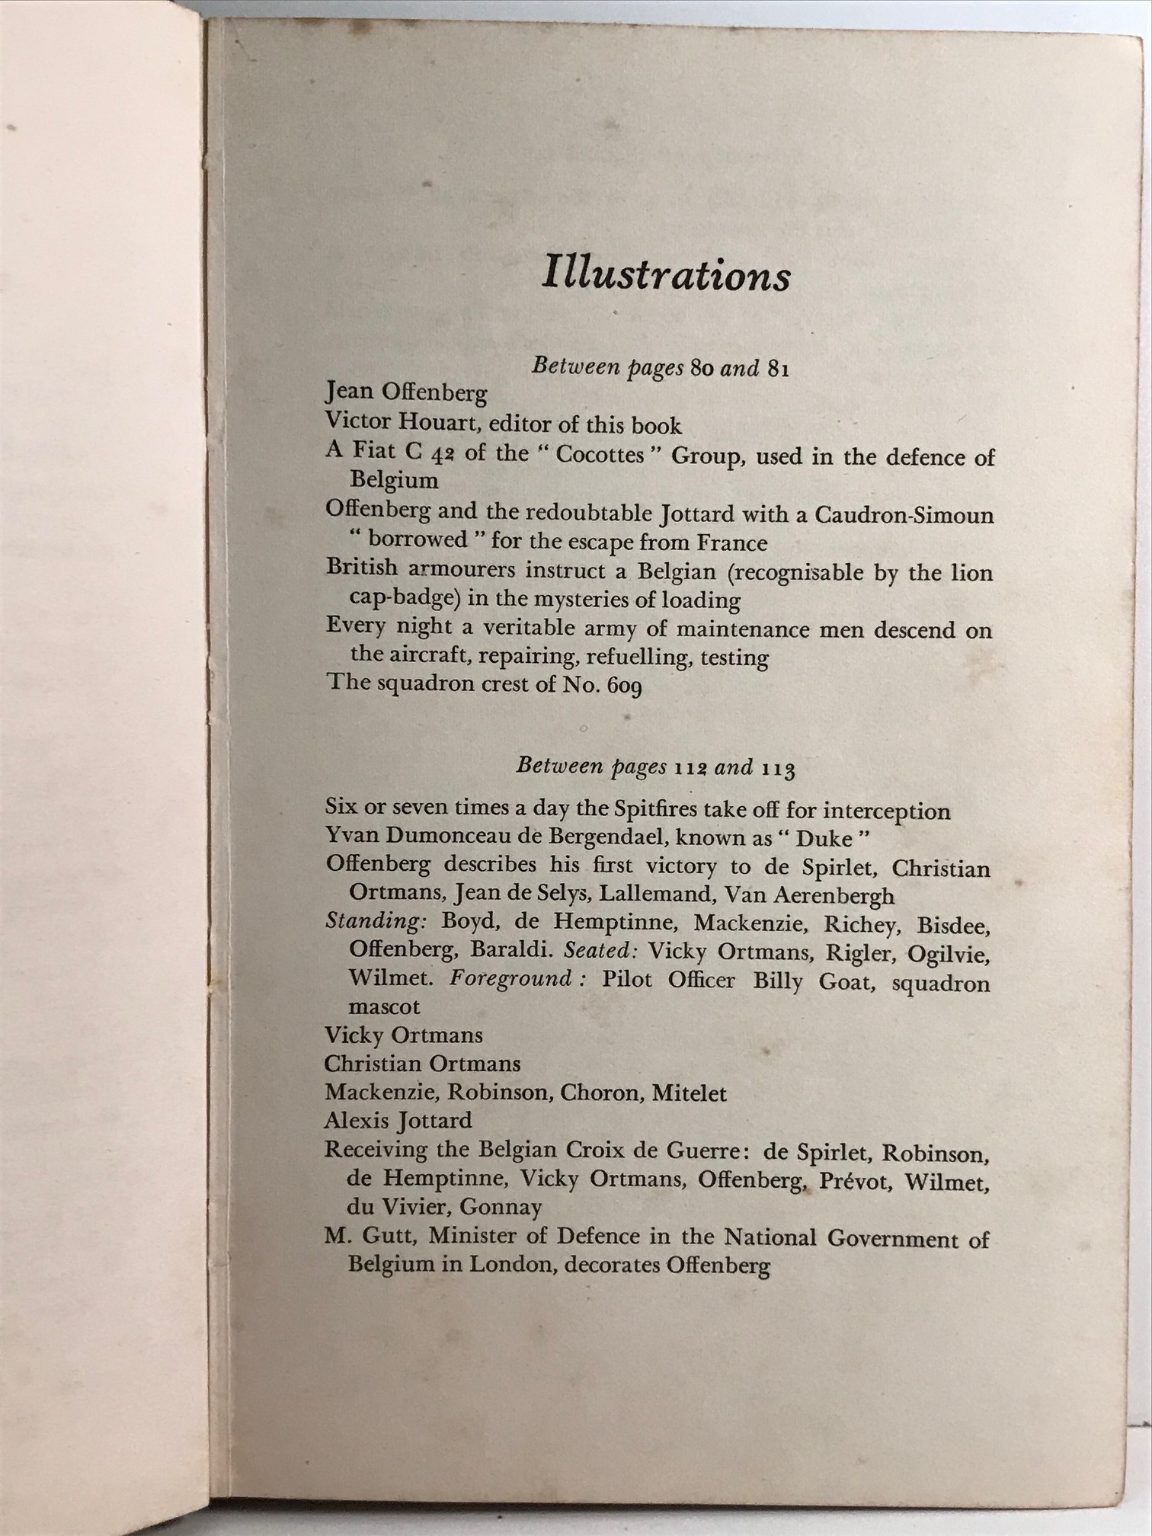 Illustrations
Between pages 80 and 81
Jean Offenberg
Victor Houart, editor of this book
A Fiat C 42 of the “ Cocottes ” Group, used in the defence of
Belgium
Offenberg and the redoubtable Jottard with a Caudron-Simoun
“ borrowed ” for the escape from France
British armourers instruct a Belgian (recognisable by the lion
cap-badge) in the mysteries of loading
Every night a veritable army of maintenance men descend on
the aircraft, repairing, refuelling, testing
The squadron crest of No. 609
Between pages 112 and 113
Six or seven times a day the Spitfires take off for interception
Yvan Dumonceau de Bergendael, known as “ Duke ”
Offenberg describes his first victory to de Spirlet, Christian
Ortmans, Jean de Selys, Lallemand, Van Aerenbergh
Standing: Boyd, de Hemptinne, Mackenzie, Richey, Bisdee,
Offenberg, Baraldi. Seated: Vicky Ortmans, Rigler, Ogilvie,
Wilmet. Foreground : Pilot Officer Billy Goat, squadron
mascot
Vicky Ortmans
Christian Ortmans
Mackenzie, Robinson, Choron, Mitelet
Alexis Jottard
Receiving the Belgian Croix de Guerre: de Spirlet, Robinson,
de Hemptinne, Vicky Ortmans, Offenberg, Prévot, Wilmet,
du Vivier, Gonnay
M. Gutt, Minister of Defence in the National Government of
Belgium in London, decorates Offenberg